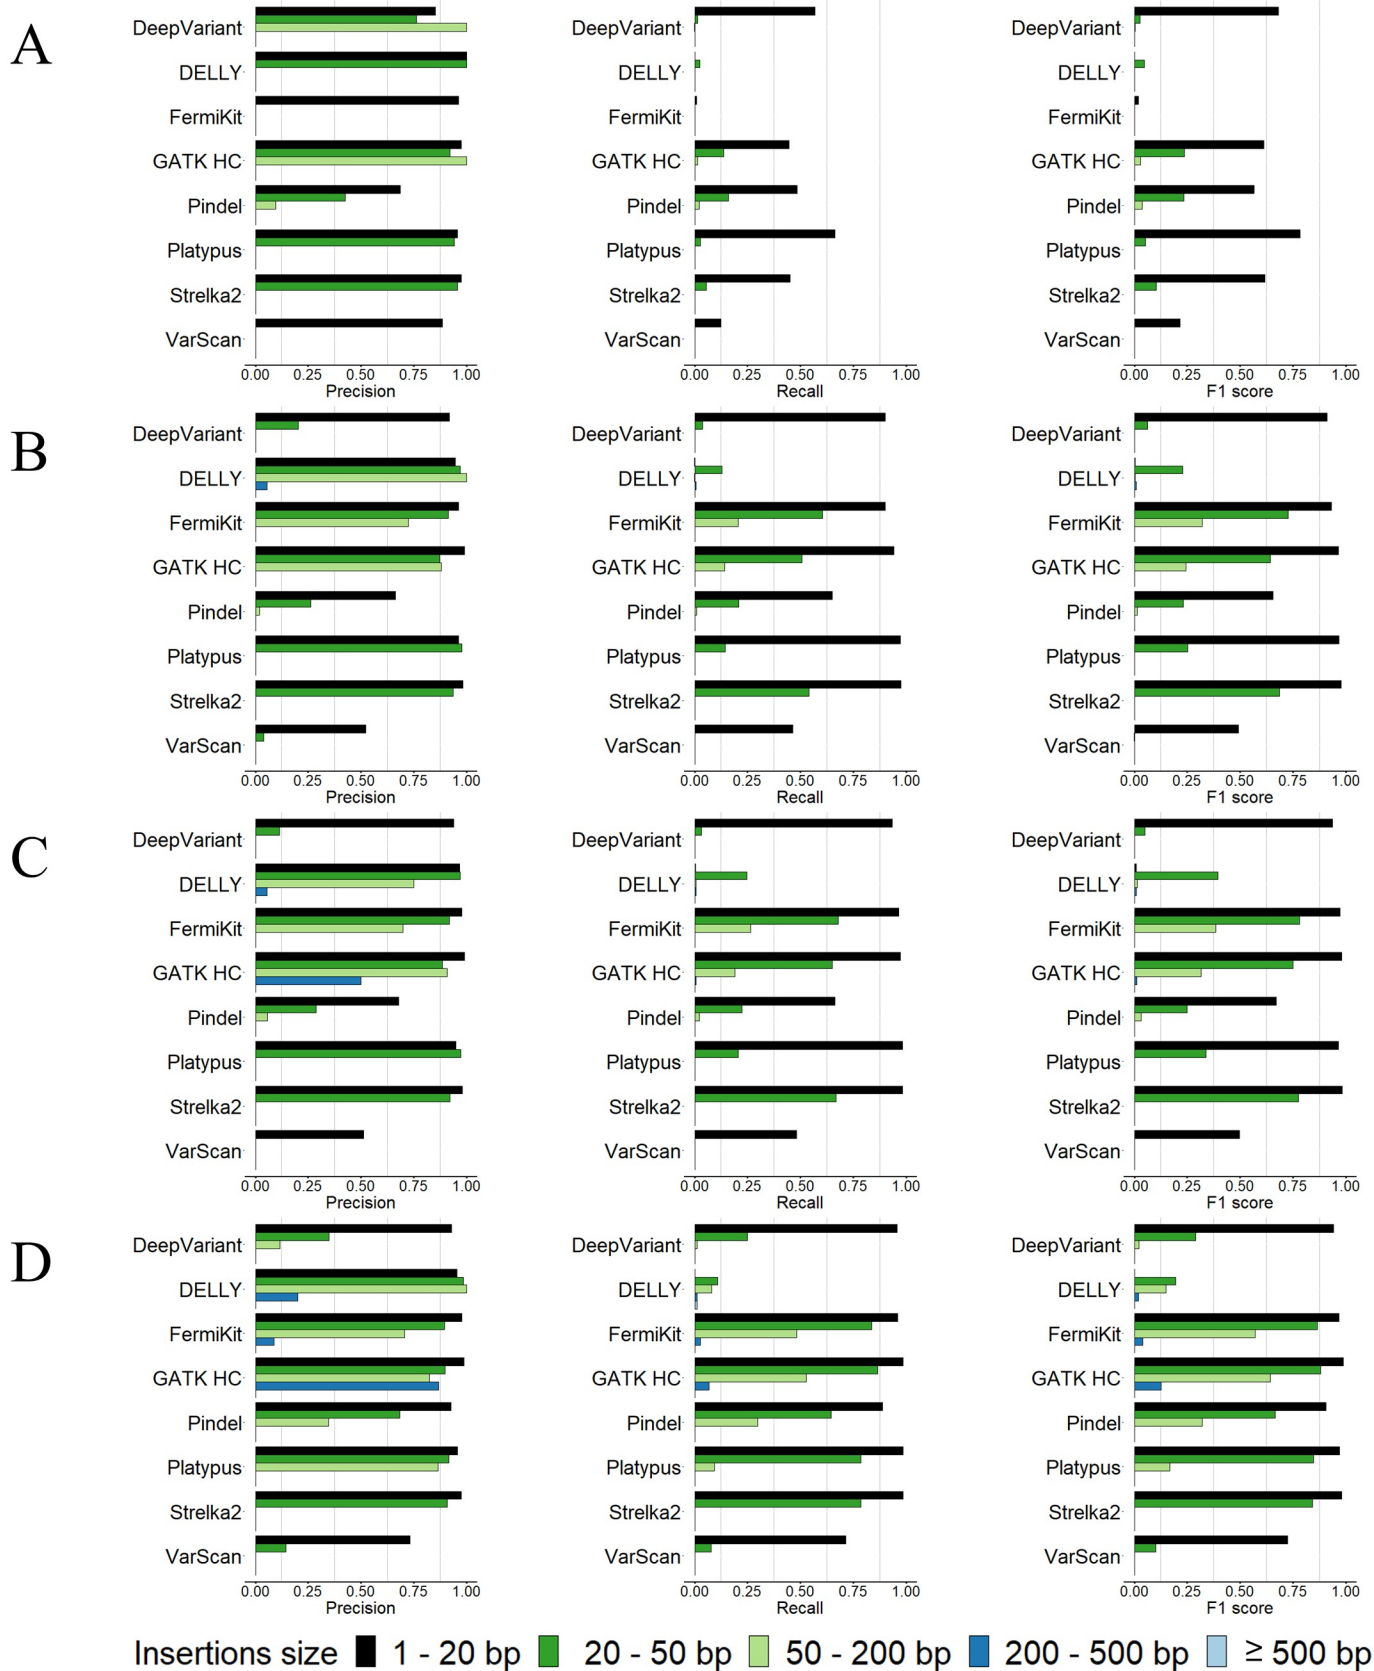 A
DeepVariant
DELLY
FermiKit
GATK HC
Pindel
Platypus
Strelka2
VarScan
0.00 0.25 0.50 0.75 1.00
Precision
DeepVariant
DELLY
FermiKit
GATK HC
Pindel
Platypus
Strelka2
VarScan
0.00 0.25 0.50 0.75 1.00
Recall
DeepVariant
DELLY
FermiKit
GATK HC
Pindel
Platypus
Strelka2
VarScan
0.00 0.25 0.50 0.75 1.00
F1 score
B
DeepVariant
DELLY
FermiKit
GATK HC
Pindel
Platypus
Strelka2
VarScan
0.00 0.25 0.50 0.75 1.00
Precision
DeepVariant
DELLY
FermiKit
GATK HC
Pindel
Platypus
Strelka2
VarScan
0.00 0.25 0.50 0.75 1.00
Recall
DeepVariant
DELLY
FermiKit
GATK HC
Pindel
Platypus
Strelka2
VarScan
0.00 0.25 0.50 0.75 1.00
F1 score
C
DeepVariant
DELLY
FermiKit
GATK HC
Pindel
Platypus
Strelka2
VarScan
0.00 0.25 0.50 0.75 1.00
Precision
DeepVariant
DELLY
FermiKit
GATK HC
Pindel
Platypus
Strelka2
VarScan
0.00 0.25 0.50 0.75 1.00
Recall
DeepVariant
DELLY
FermiKit
GATK HC
Pindel
Platypus
Strelka2
VarScan
0.00 0.25 0.50 0.75 1.00
F1 score
D
DeepVariant
DELLY
FermiKit
GATK HC
Pindel
Platypus
Strelka2
VarScan
0.00 0.25 0.50 0.75 1.00
Precision
DeepVariant
DELLY
FermiKit
GATK HC
Pindel
Platypus
Strelka2
VarScan
0.00 0.25 0.50 0.75 1.00
Recall
DeepVariant
DELLY
FermiKit
GATK HC
Pindel
Platypus
Strelka2
VarScan
0.00 0.25 0.50 0.75 1.00
F1 score
Insertions size 1 - 20 bp 20 - 50 bp 50 - 200 bp 200 - 500 bp ≥ 500 bp